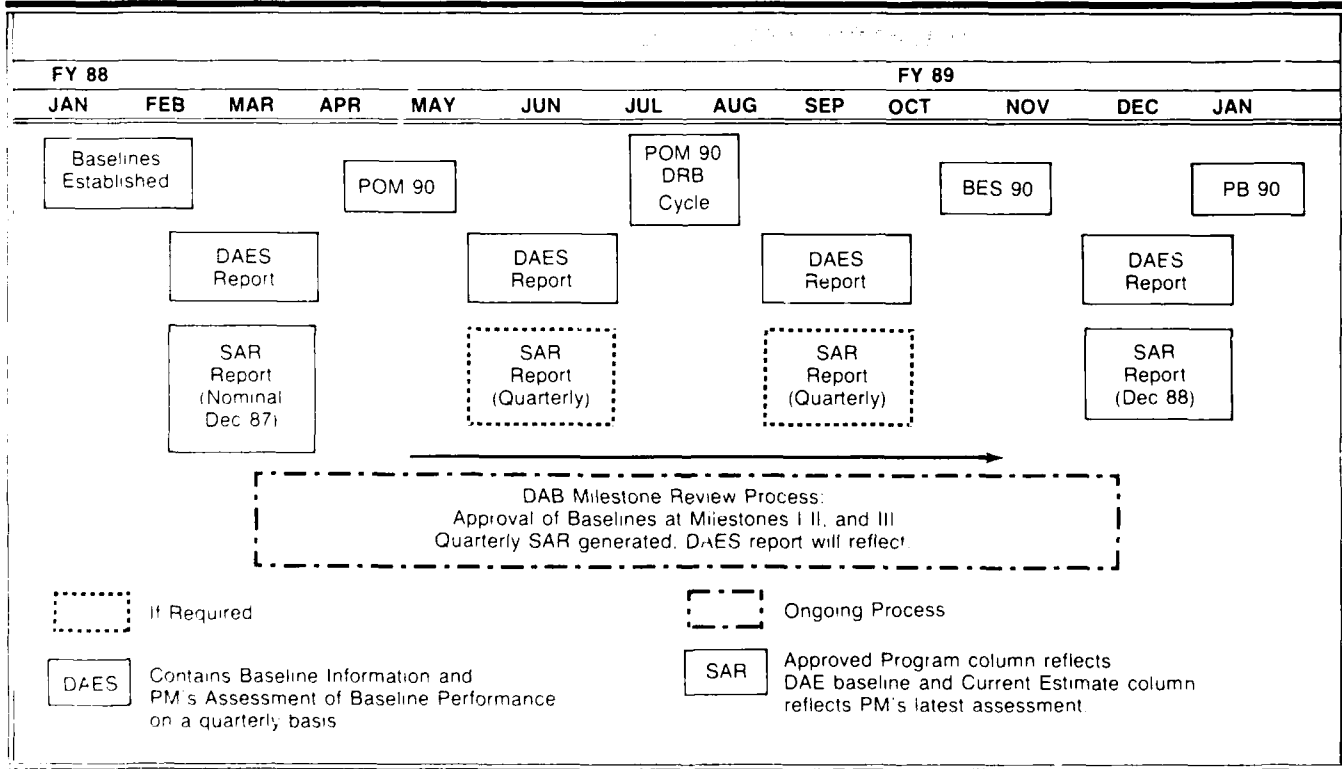 FY 88 FY 89
JAN FEB MAR APR MAY JUN JUL AUG SEP OCT NOV DEC JAN
Baselines
Established
POM 90
POM 90
DRB
Cycle
BES 90
PB 90
DAES
Report
DAES
Report
DAES
Report
DAES
Report
SAR
Report
(Nominal
Dec 87)
SAR
Report
(Quarterly)
SAR
Report
(Quarterly)
SAR
Report
(Dec 88)
DAB Milestone Review Process:
Approval of Baselines at Milestones I II, and III
Quarterly SAR generated. DAES report will reflect
If Required
Ongoing Process
DAES
Contains Baseline Information and
PM's Assessment of Baseline Performance
on a quarterly basis
SAR
Approved Program column reflects
DAE baseline and Current Estimate column
reflects PM's latest assessment.